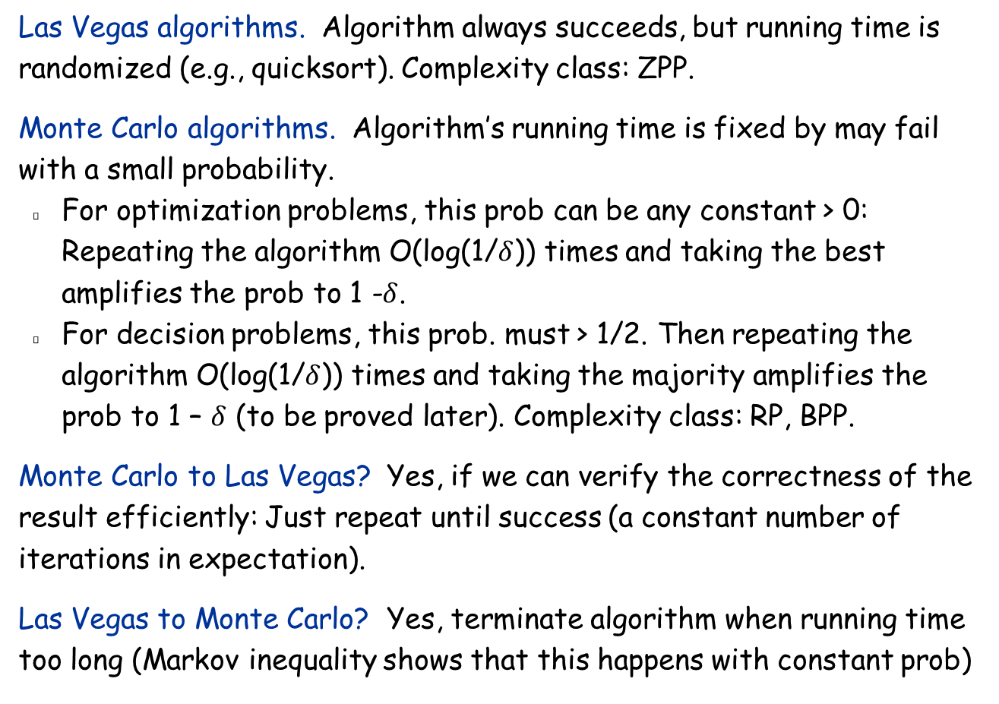 Las Vegas algorithms. Algorithm always succeeds, but running time is
randomized (e.g., quicksort). Complexity class: ZPP.
Monte Carlo algorithms. Algorithm's running time is fixed by may fail
with a small probability.
▯ For optimization problems, this prob can be any constant > 0:
Repeating the algorithm O(log(1/δ)) times and taking the best
amplifies the prob to 1 -δ.
▯ For decision problems, this prob. must > 1/2. Then repeating the
algorithm O(log(1/δ)) times and taking the majority amplifies the
prob to 1 – δ (to be proved later). Complexity class: RP, BPP.
Monte Carlo to Las Vegas? Yes, if we can verify the correctness of the
result efficiently: Just repeat until success (a constant number of
iterations in expectation).
Las Vegas to Monte Carlo? Yes, terminate algorithm when running time
too long (Markov inequality shows that this happens with constant prob)